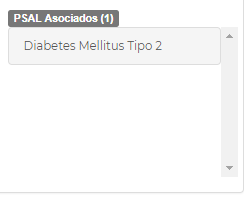 PSAL Asociados (1)
Diabetes Mellitus Tipo 2